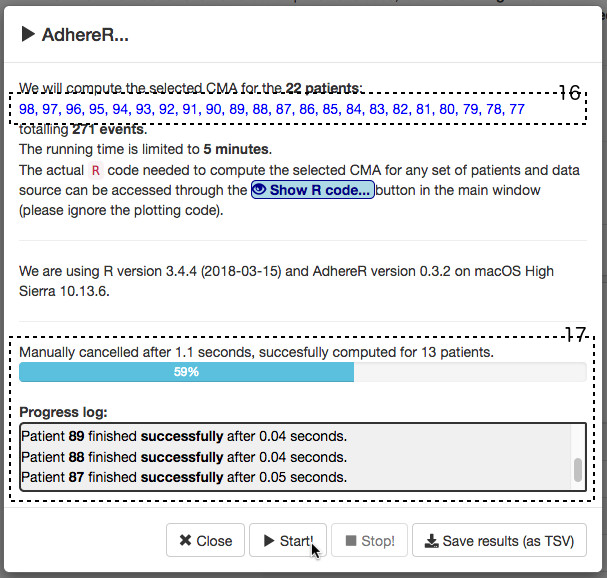 AdhereR...
We will compute the selected CMA for the 22 patients:
16
98, 97, 96, 95, 94, 93, 92, 91, 90, 89, 88, 87, 86, 85, 84, 83, 82, 81, 80, 79, 78, 77
totalling 271 events.
The running time is limited to 5 minutes.
The actual R code needed to compute the selected CMA for any set of patients and data
source can be accessed through the Show R code... button in the main window
(please ignore the plotting code).
We are using R version 3.4.4 (2018-03-15) and AdhereR version 0.3.2 on macOS High
Sierra 10.13.6.
17
Manually cancelled after 1.1 seconds, succesfully computed for 13 patients.
59%
Progress log:
Patient 89 finished successfully after 0.04 seconds.
Patient 88 finished successfully after 0.04 seconds.
Patient 87 finished successfully after 0.05 seconds.
Close Start! Stop! Save results (as TSV)